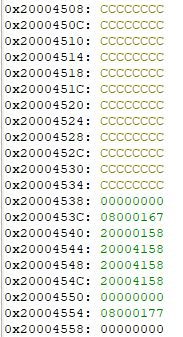 0x20004508: CCCCCCCC
0x2000450C: CCCCCCCC
0x20004510: CCCCCCCC
0x20004514: CCCCCCCC
0x20004518: CCCCCCCC
0x2000451C: CCCCCCCC
0x20004520: CCCCCCCC
0x20004524: CCCCCCCC
0x20004528: CCCCCCCC
0x2000452C: CCCCCCCC
0x20004530: CCCCCCCC
0x20004534: CCCCCCCC
0x20004538: 00000000
0x2000453C: 08000167
0x20004540: 20000158
0x20004544: 20004158
0x20004548: 20004158
0x2000454C: 20004158
0x20004550: 00000000
0x20004554: 08000177
0x20004558: 00000000